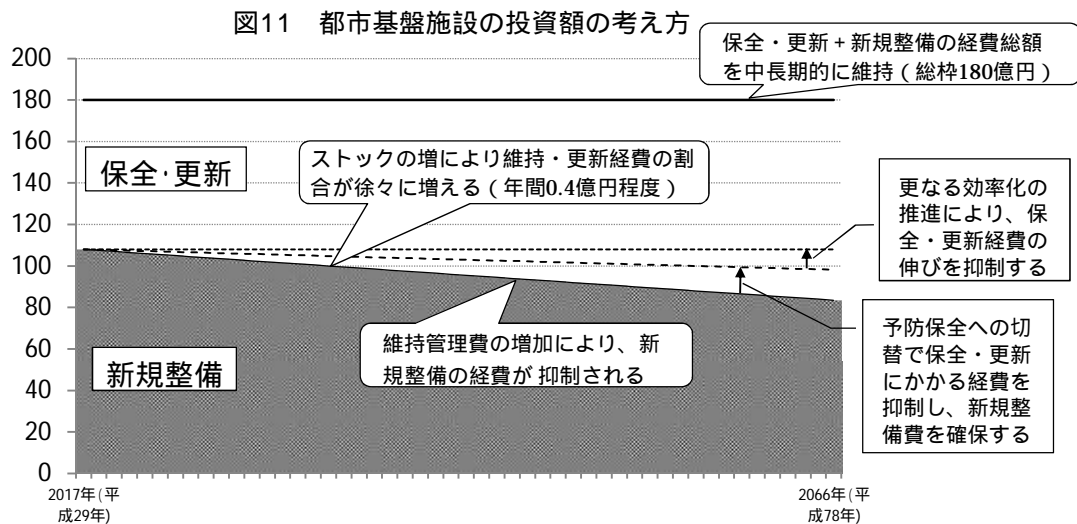 図11 都市基盤施設の投資額の考え方
保全・更新+新規整備の経費総額
を中長期的に維持(総枠180億円)
200
180
160
140
120
100
80
60
40
20
0
保全・更新
ストックの増により維持・更新経費の割
合が徐々に増える(年間0.4億円程度)
更なる効率化の
推進により、保
全・更新経費の
伸びを抑制する
維持管理費の増加により、新
規整備の経費が抑制される
新規整備
予防保全への切
替で保全・更新
にかかる経費を
抑制し、新規整
備費を確保する
2017年(平
成29年)
2066年(平
成78年)